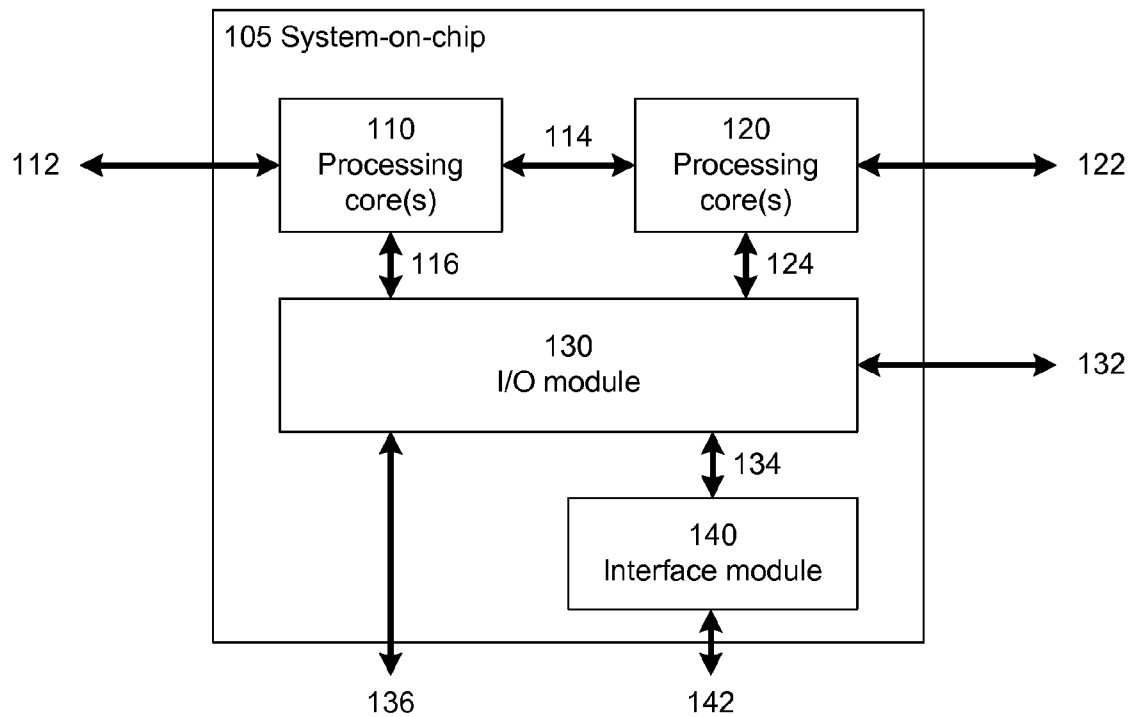 105 System-on-chip
110
Processing
core(s)
114
120
Processing
core(s)
112
122
116
124
130
I/O module
132
134
140
Interface module
136
142